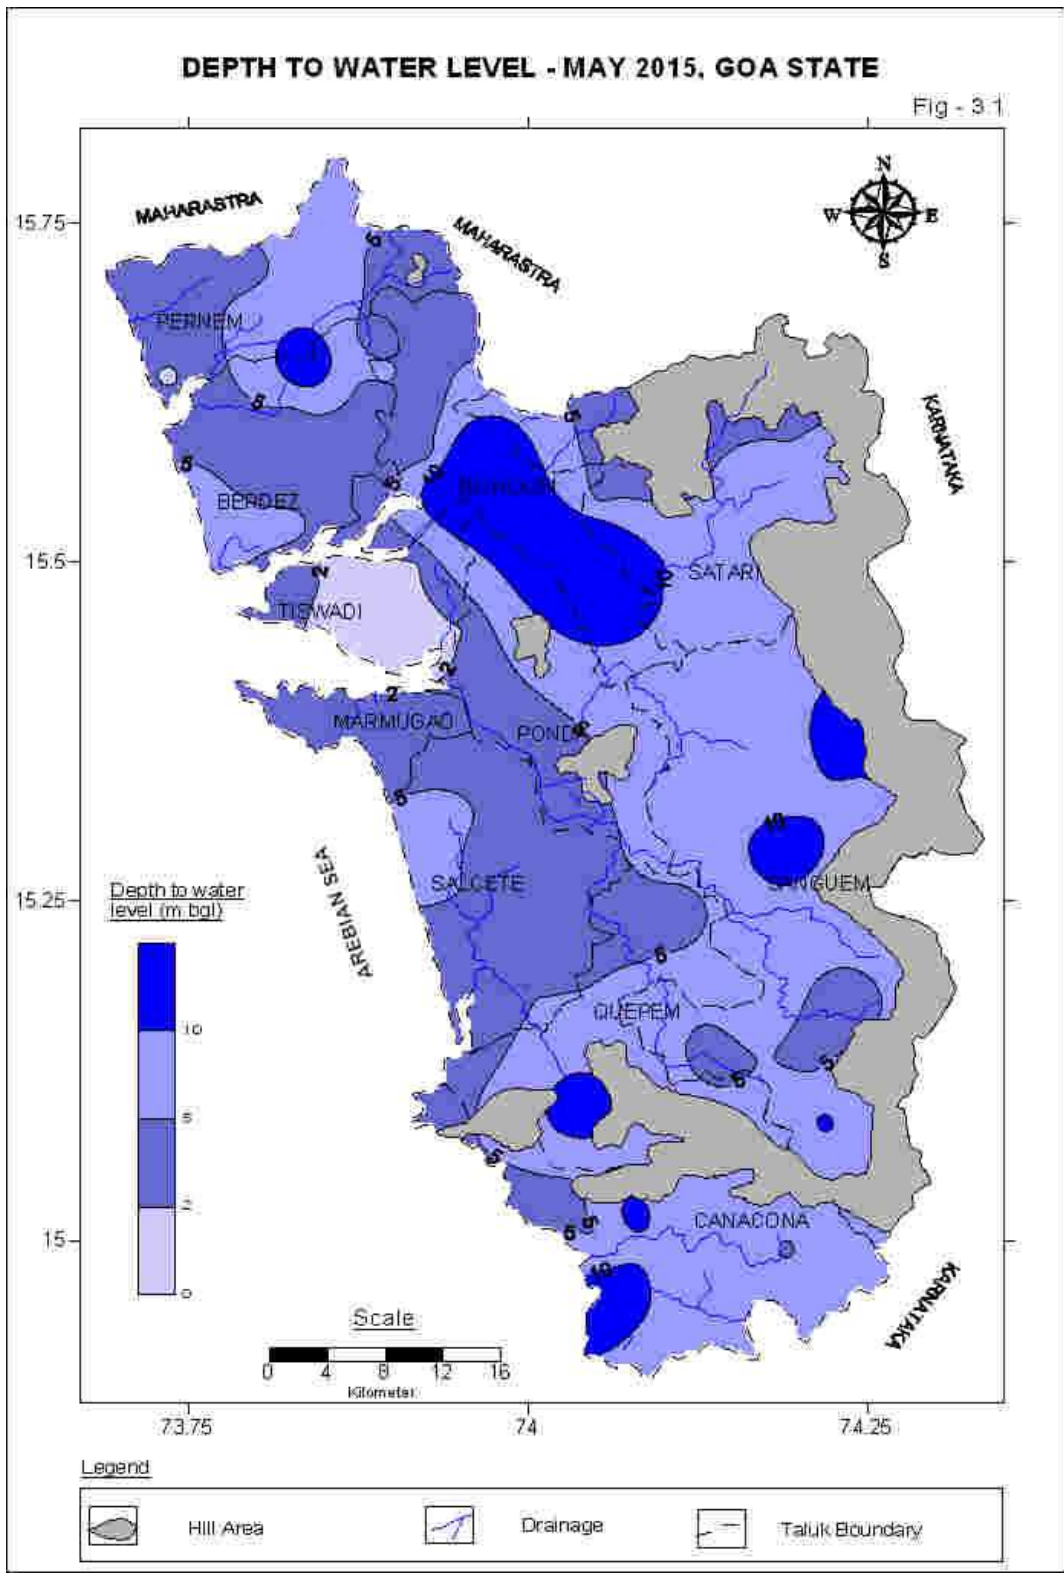 DEPTH TO WATER LEVEL - MAY 2015, GOA STATE
Fig - 3.1
N
W E
S
MAHARASTRA
MAHARASTRA
15.75
5
PERNEM
5
5
5
5
KARNATAKA
BERDEZ
15.5
2
TISWADI
SATARI
10
2
2
MARMUGAO
PONDA
5
10
AREBIAN SEA
SALCETE
SANGUEM
15.25
5
QUEPEM
5
5
5
CANACONA
5
5
15
10
KARNATAKA
Depth to water
level (m bgl)
10
5
2
0
Scale
0 4 8 12 16
Kilometer
73.75 74 74.25
Legend
Hill Area
Drainage
Taluk Boundary